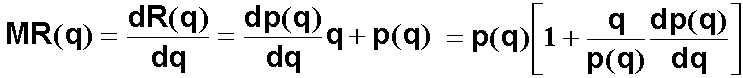 MR(q) = dR(q)/dq = dp(q)/dq q + p(q) = p(q)[1 + q/p(q) dp(q)/dq]